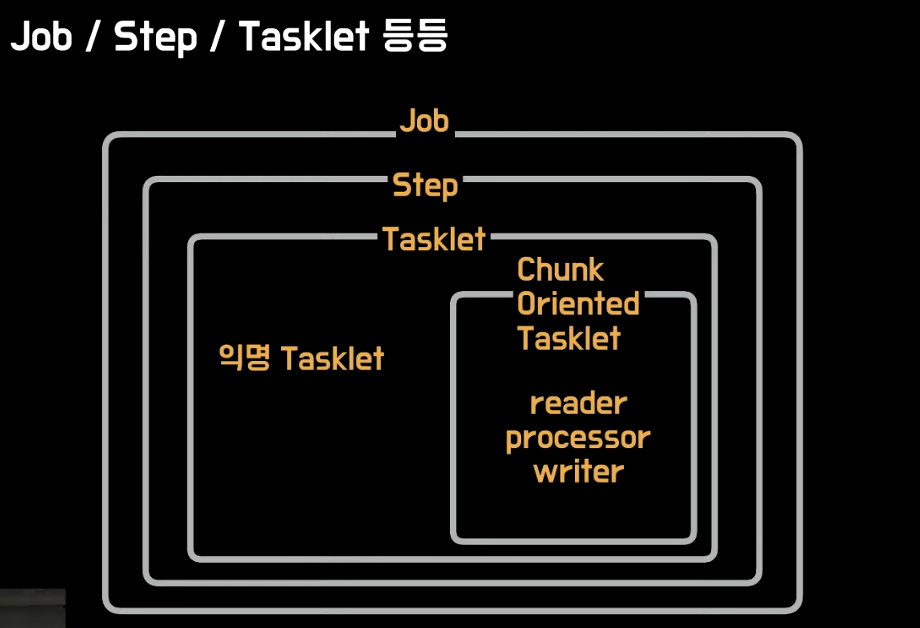 Job / Step / Tasklet 등등
Job
Step
Tasklet
Chunk
Oriented
Tasklet
익명 Tasklet
reader
processor
writer